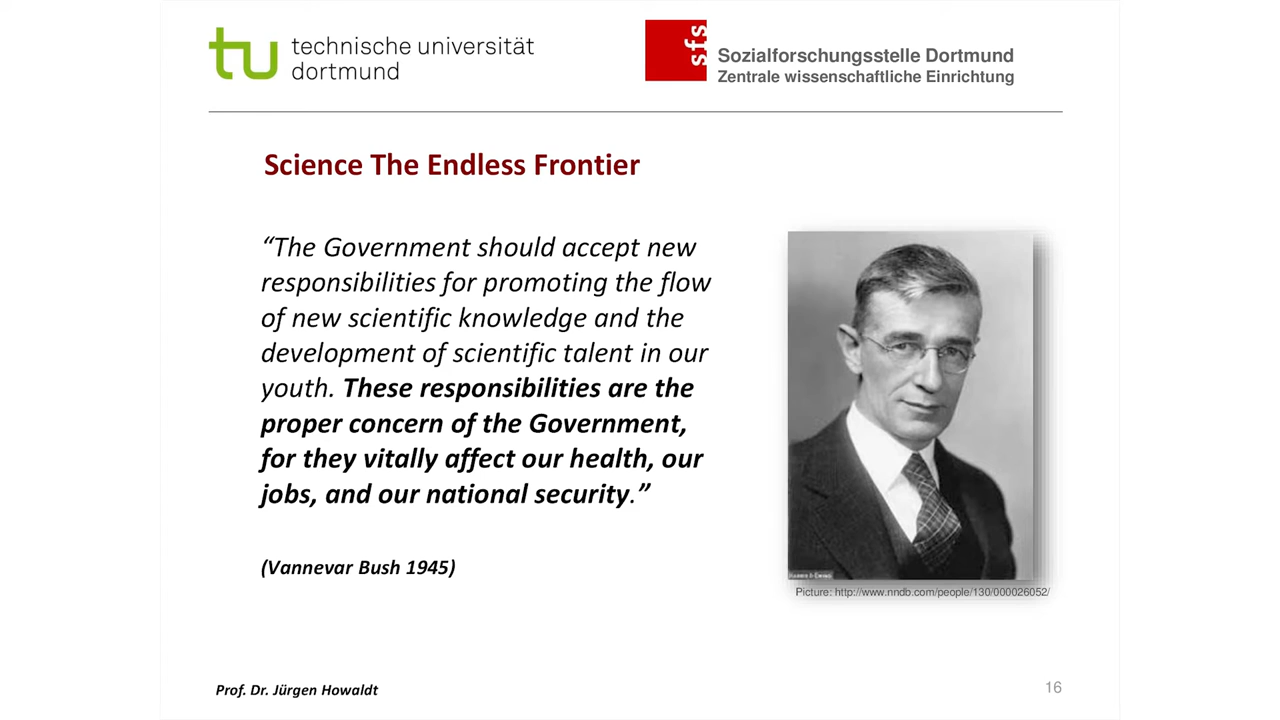 tu technische universität
dortmund
sfs
Sozialforschungsstelle Dortmund
Zentrale wissenschaftliche Einrichtung
Science The Endless Frontier
“The Government should accept new
responsibilities for promoting the flow
of new scientific knowledge and the
development of scientific talent in our
youth. These responsibilities are the
proper concern of the Government,
for they vitally affect our health, our
jobs, and our national security.”
(Vannevar Bush 1945)
Harris & Ewing
Picture: http://www.nndb.com/people/130/000026052/
Prof. Dr. Jürgen Howaldt
16